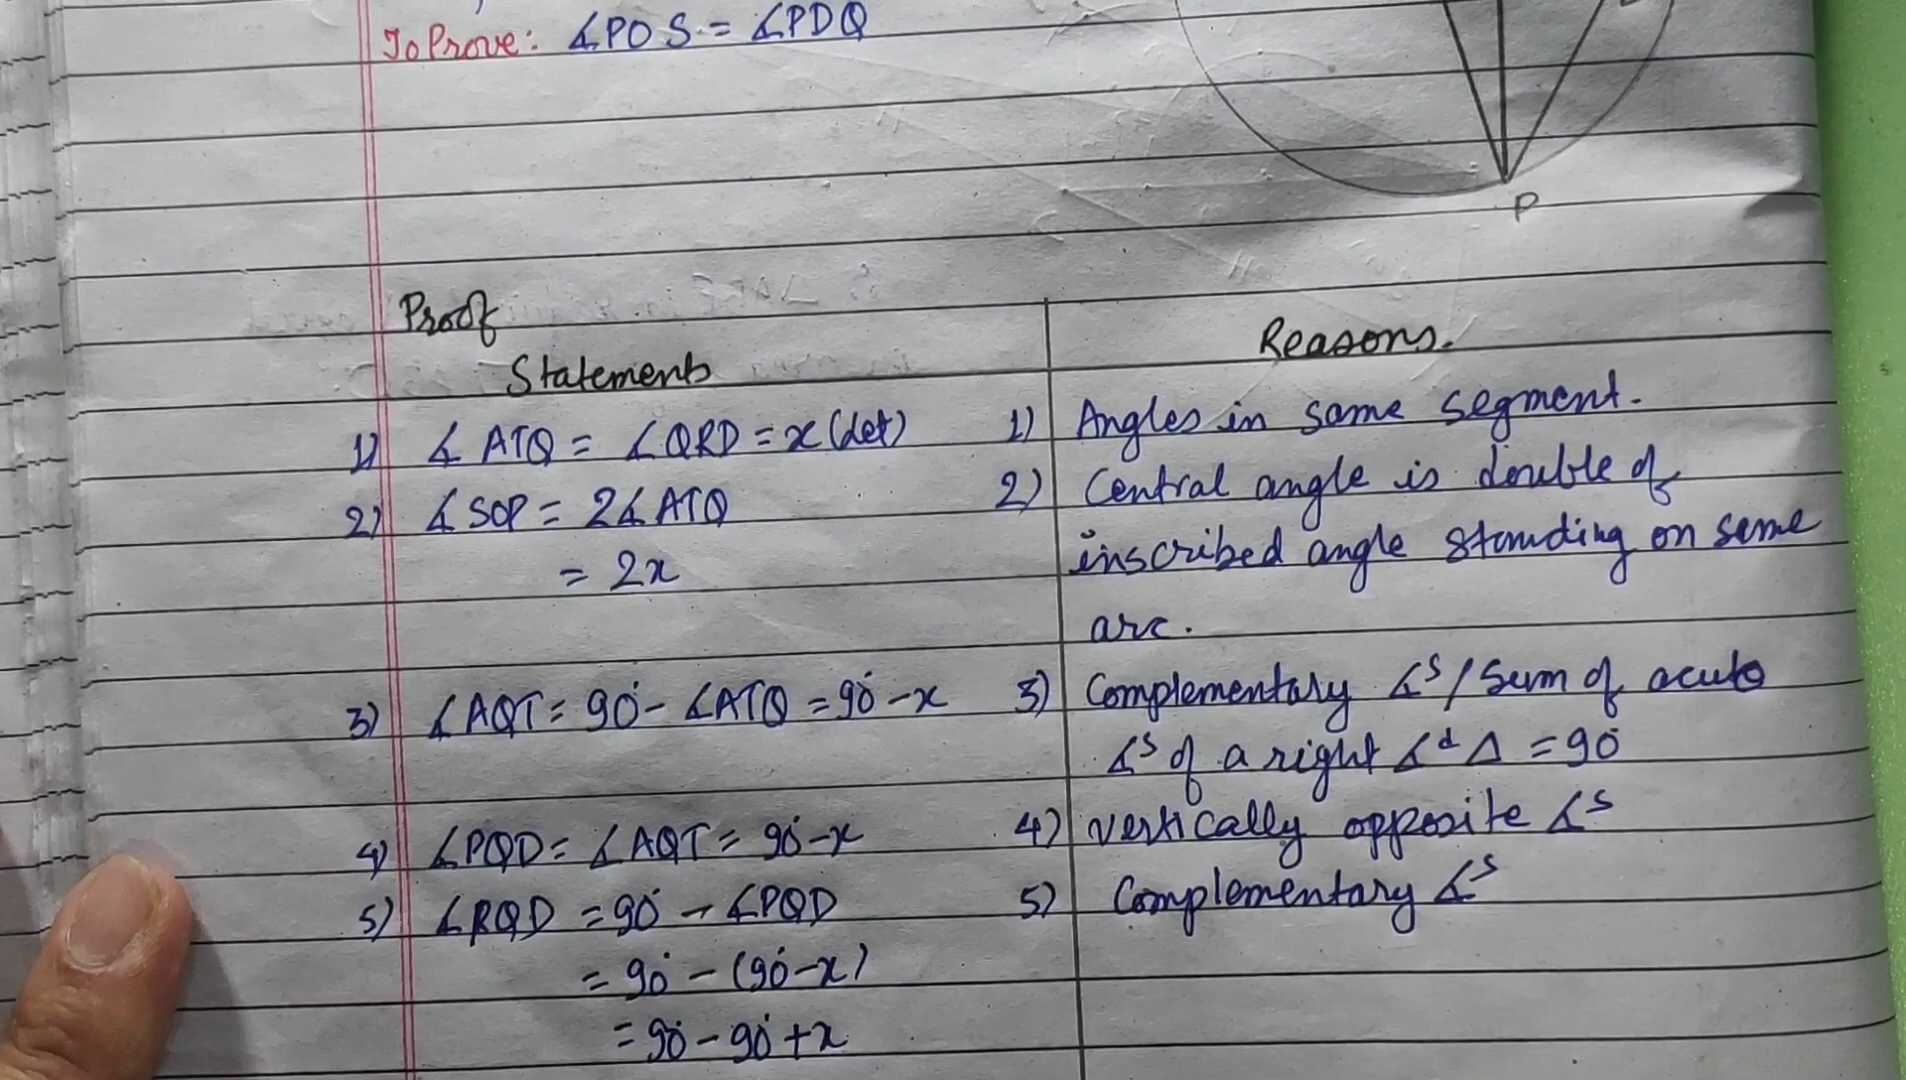 To Prove: ∡POS = ∡PDQ
P
Proof
Statements
Reasons.
1) ∡ATQ = ∡QRD = x (let)
1) Angles in same segment.
2) ∡SOP = 2∡ATQ
= 2x
2) Central angle is double of
inscribed angle standing on same
arc.
3) ∡AQT = 90° - ∡ATQ = 90° - x
3) Complementary ∡s / Sum of acute
∡s of a right ∡d Δ = 90°
4) ∡PQD = ∡AQT = 90° - x
4) vertically opposite ∡s
5) ∡RQD = 90° - ∡PQD
= 90° - (90° - x)
= 90° - 90° + x
5) Complementary ∡s